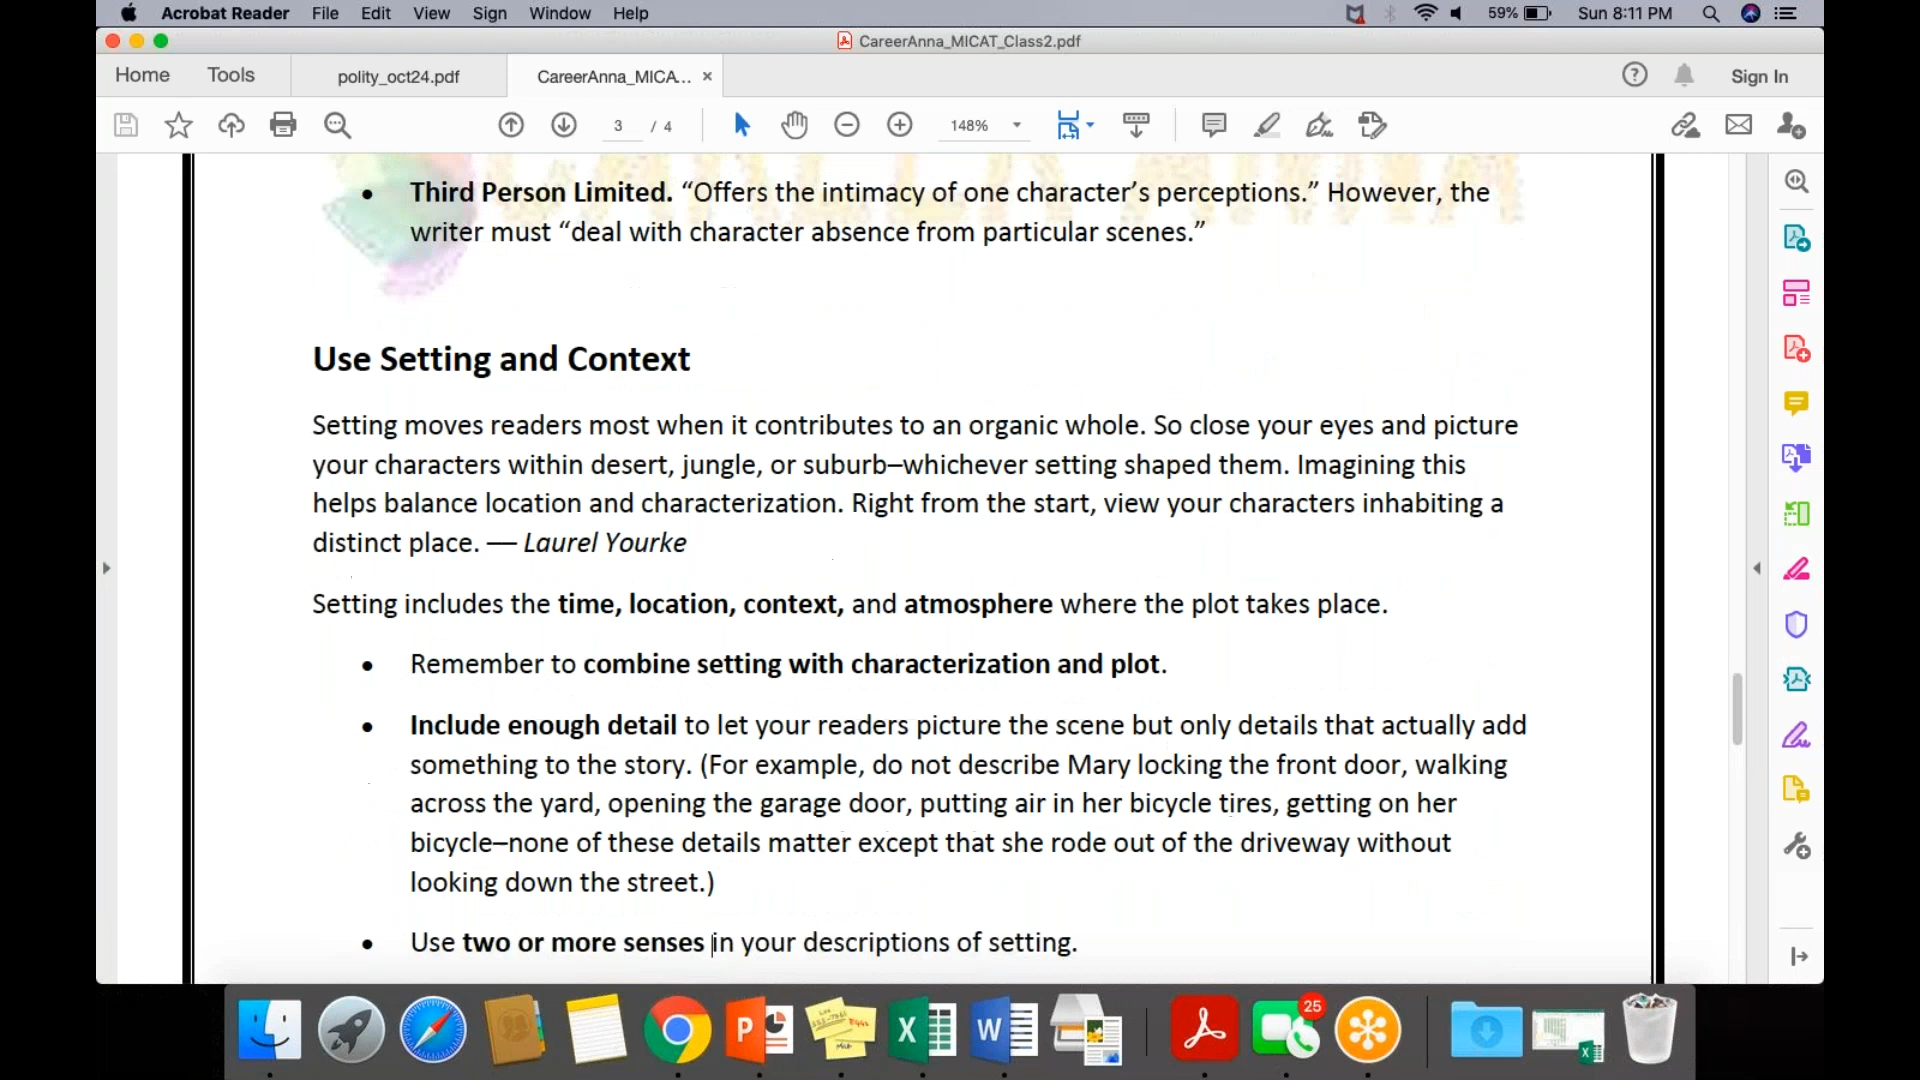 Acrobat Reader File Edit View Sign Window Help 59% Sun 8:11 PM
CareerAnna_MICAT_Class2.pdf
Home Tools polity_oct24.pdf CareerAnna_MICA... × Sign In
3 / 4 148%
• Third Person Limited. “Offers the intimacy of one character’s perceptions.” However, the
writer must “deal with character absence from particular scenes.”
Use Setting and Context
Setting moves readers most when it contributes to an organic whole. So close your eyes and picture
your characters within desert, jungle, or suburb–whichever setting shaped them. Imagining this
helps balance location and characterization. Right from the start, view your characters inhabiting a
distinct place. –– Laurel Yourke
Setting includes the time, location, context, and atmosphere where the plot takes place.
• Remember to combine setting with characterization and plot.
• Include enough detail to let your readers picture the scene but only details that actually add
something to the story. (For example, do not describe Mary locking the front door, walking
across the yard, opening the garage door, putting air in her bicycle tires, getting on her
bicycle–none of these details matter except that she rode out of the driveway without
looking down the street.)
• Use two or more senses in your descriptions of setting.
25